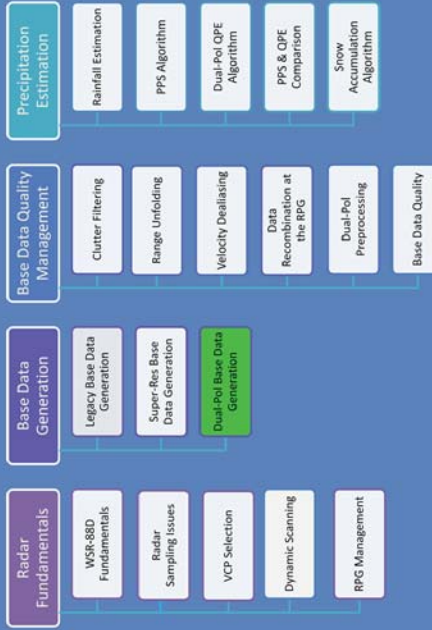 Radar
Fundamentals
WSR-88D
Fundamentals
Radar
Sampling Issues
VCP Selection
Dynamic Scanning
RPG Management
Base Data
Generation
Legacy Base Data
Generation
Super-Res Base
Data Generation
Dual-Pol Base Data
Generation
Base Data Quality
Management
Clutter Filtering
Range Unfolding
Velocity Dealiasing
Data
Recombination at
the RPG
Dual-Pol
Preprocessing
Base Data Quality
Precipitation
Estimation
Rainfall Estimation
PPS Algorithm
Dual-Pol QPE
Algorithm
PPS & QPE
Comparison
Snow
Accumulation
Algorithm